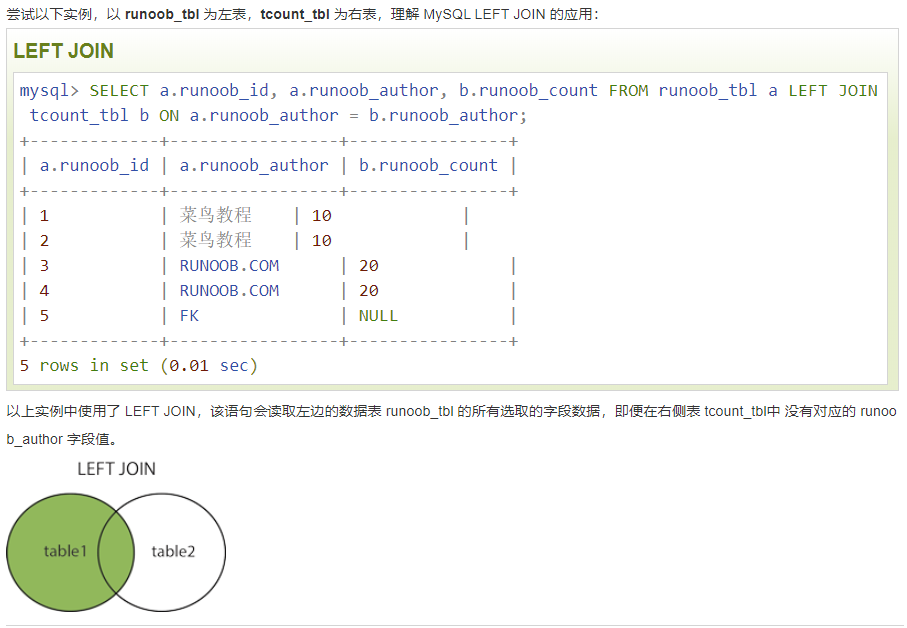 尝试以下实例，以 runoob_tbl 为左表，tcount_tbl 为右表，理解 MySQL LEFT JOIN 的应用：
LEFT JOIN
mysql> SELECT a.runoob_id, a.runoob_author, b.runoob_count FROM runoob_tbl a LEFT JOIN
tcount_tbl b ON a.runoob_author = b.runoob_author;
+-------------+-----------------+----------------+
| a.runoob_id | a.runoob_author | b.runoob_count |
+-------------+-----------------+----------------+
| 1           | 菜鸟教程    | 10             |
| 2           | 菜鸟教程    | 10             |
| 3           | RUNOOB.COM      | 20             |
| 4           | RUNOOB.COM      | 20             |
| 5           | FK              | NULL           |
+-------------+-----------------+----------------+
5 rows in set (0.01 sec)
以上实例中使用了 LEFT JOIN，该语句会读取左边的数据表 runoob_tbl 的所有选取的字段数据，即便在右侧表 tcount_tbl中 没有对应的 runoo
b_author 字段值。
LEFT JOIN
table1 table2